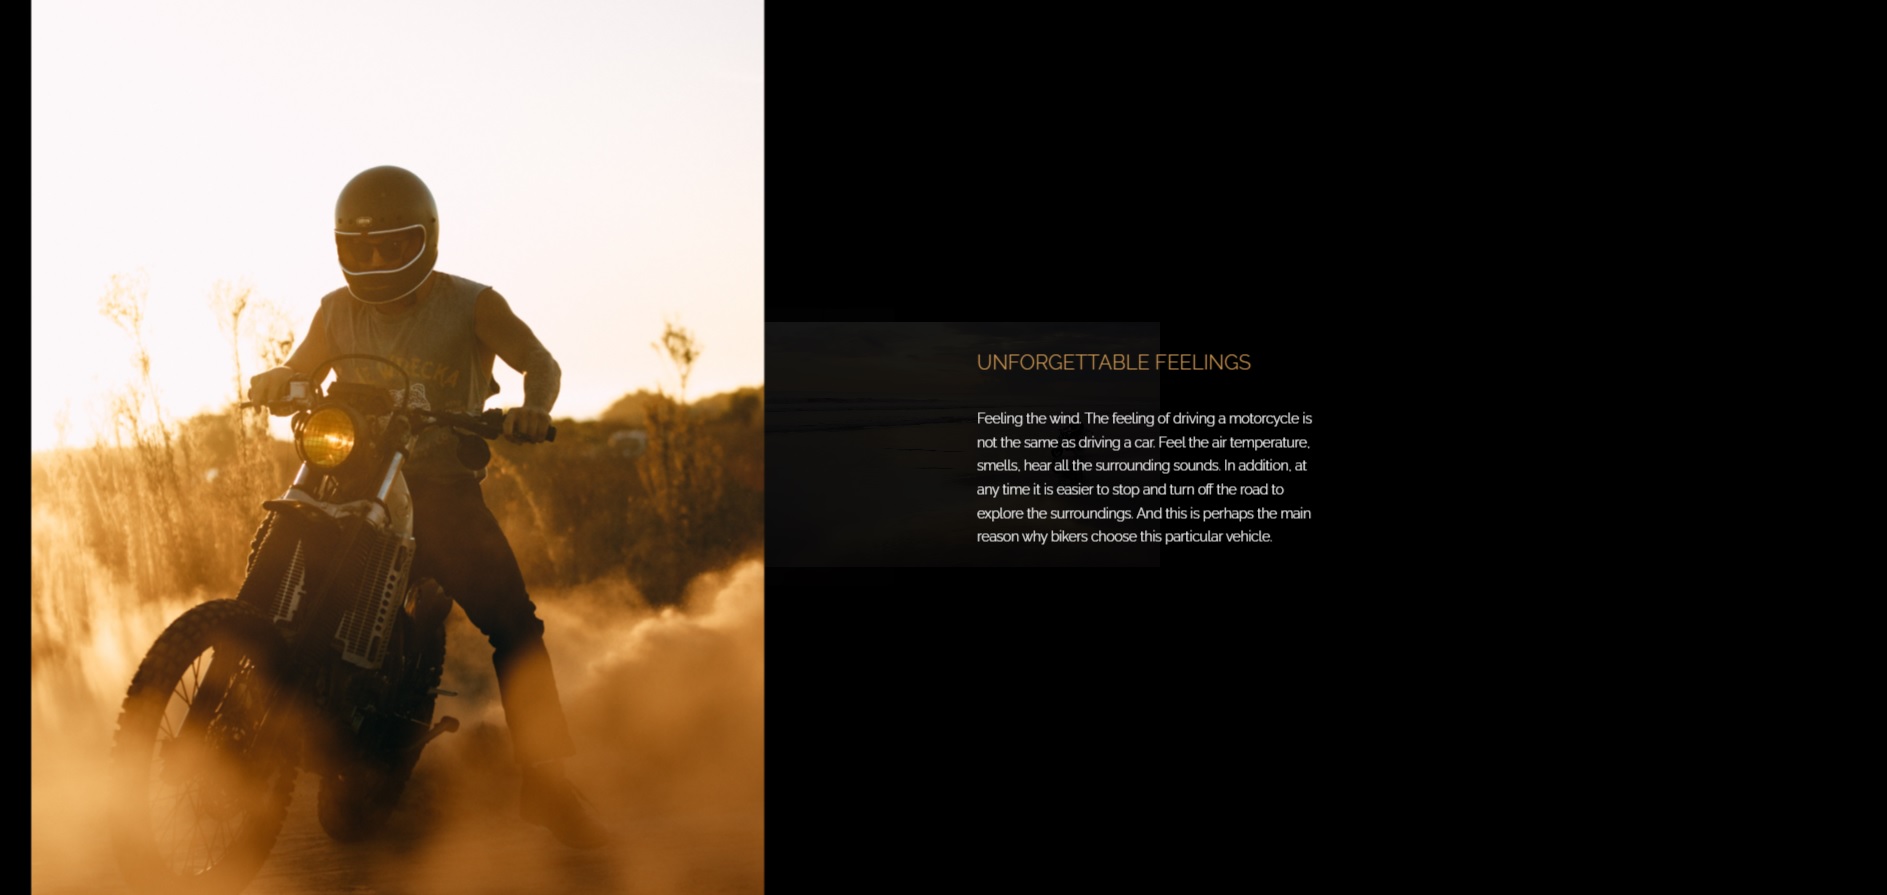 UNFORGETTABLE FEELINGS
Feeling the wind. The feeling of driving a motorcycle is
not the same as driving a car. Feel the air temperature,
smells, hear all the surrounding sounds. In addition, at
any time it is easier to stop and turn off the road to
explore the surroundings. And this is perhaps the main
reason why bikers choose this particular vehicle.